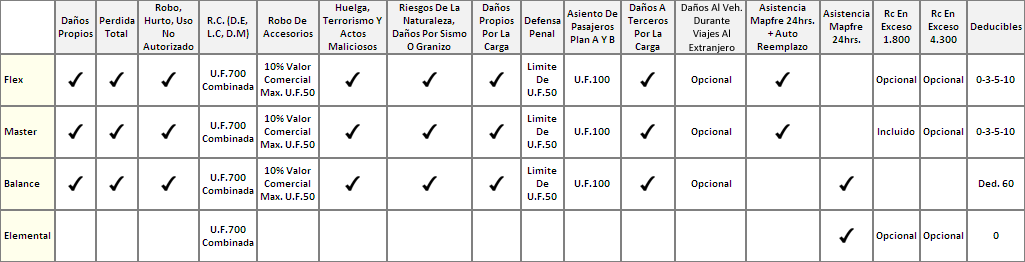 Daños Propios
Perdida Total
Robo, Hurto, Uso No Autorizado
R.C. (D.E, L.C, D.M)
Robo De Accesorios
Huelga, Terrorismo Y Actos Maliciosos
Riesgos De La Naturaleza, Daños Por Sismo O Granizo
Daños Propios Por La Carga
Defensa Penal
Asiento De Pasajeros Plan A Y B
Daños A Terceros Por La Carga
Daños Al Veh. Durante Viajes Al Extranjero
Asistencia Mapfre 24hrs. + Auto Reemplazo
Asistencia Mapfre 24hrs.
Rc En Exceso 1.800
Rc En Exceso 4.300
Deducibles
Flex ✓ ✓ ✓ U.F.700 Combinada 10% Valor Comercial Max. U.F.50 ✓ ✓ ✓ Limite De U.F.50 U.F.100 ✓ Opcional ✓ Opcional Opcional 0-3-5-10
Master ✓ ✓ ✓ U.F.700 Combinada 10% Valor Comercial Max. U.F.50 ✓ ✓ ✓ Limite De U.F.50 U.F.100 ✓ Opcional ✓ Incluido Opcional 0-3-5-10
Balance ✓ ✓ ✓ U.F.700 Combinada 10% Valor Comercial Max. U.F.50 ✓ ✓ ✓ Limite De U.F.50 U.F.100 ✓ Opcional ✓ Ded. 60
Elemental U.F.700 Combinada ✓ Opcional Opcional 0